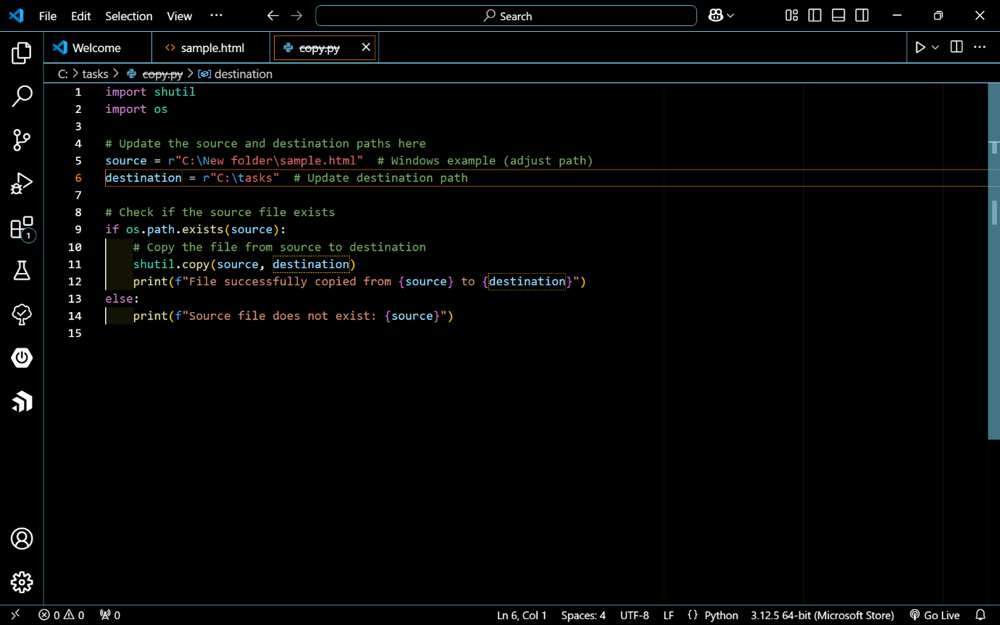 File Edit Selection View ··· Search
Welcome sample.html copy.py
C: > tasks > copy.py > destination
1 import shutil
2 import os
3
4 # Update the source and destination paths here
5 source = r"C:\New folder\sample.html"  # Windows example (adjust path)
6 destination = r"C:\tasks"  # Update destination path
7
8 # Check if the source file exists
9 if os.path.exists(source):
10     # Copy the file from source to destination
11     shutil.copy(source, destination)
12     print(f"File successfully copied from {source} to {destination}")
13 else:
14     print(f"Source file does not exist: {source}")
15
1
0 0 0 Ln 6, Col 1 Spaces: 4 UTF-8 LF {} Python 3.12.5 64-bit (Microsoft Store) Go Live